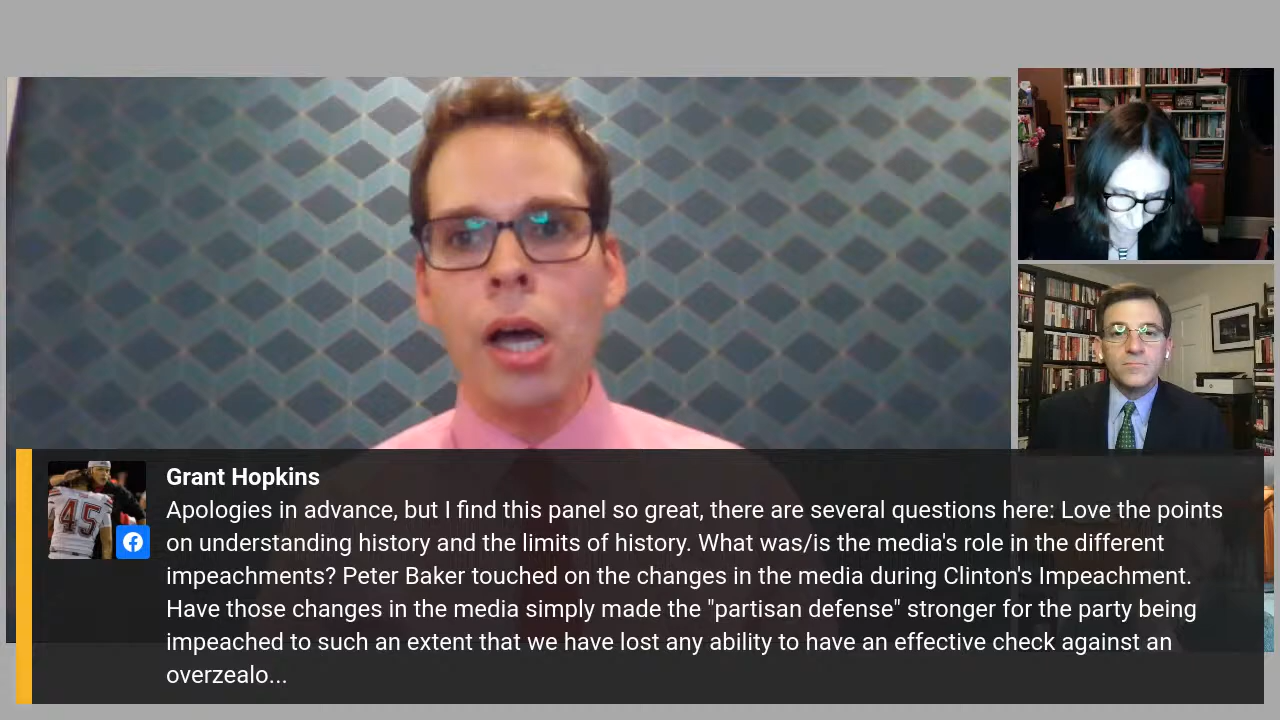 Grant Hopkins
Apologies in advance, but I find this panel so great, there are several questions here: Love the points
on understanding history and the limits of history. What was/is the media's role in the different
impeachments? Peter Baker touched on the changes in the media during Clinton's Impeachment.
Have those changes in the media simply made the "partisan defense" stronger for the party being
impeached to such an extent that we have lost any ability to have an effective check against an
overzealo...
45